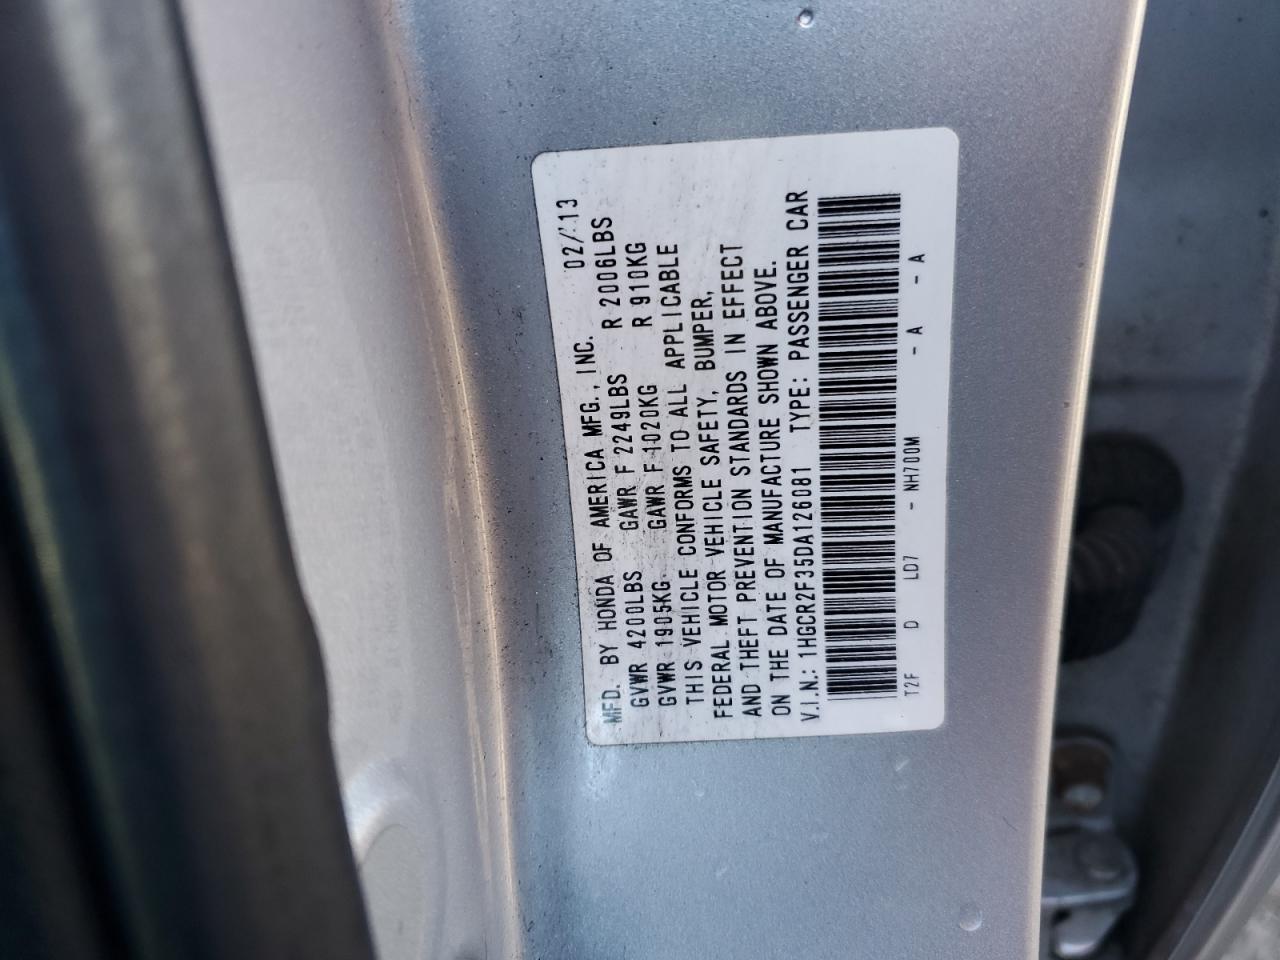 MFD. BY HONDA OF AMERICA MFG., INC. 02/13
GVWR 4200LBS GAWR F 2249LBS R 2006LBS
GVWR 1905KG GAWR F 1020KG R 910KG
THIS VEHICLE CONFORMS TO ALL APPLICABLE
FEDERAL MOTOR VEHICLE SAFETY, BUMPER,
AND THEFT PREVENTION STANDARDS IN EFFECT
ON THE DATE OF MANUFACTURE SHOWN ABOVE.
V.I.N.: 1HGCR2F35DA126081 TYPE: PASSENGER CAR
T2F D LD7 - NH700M - A - A